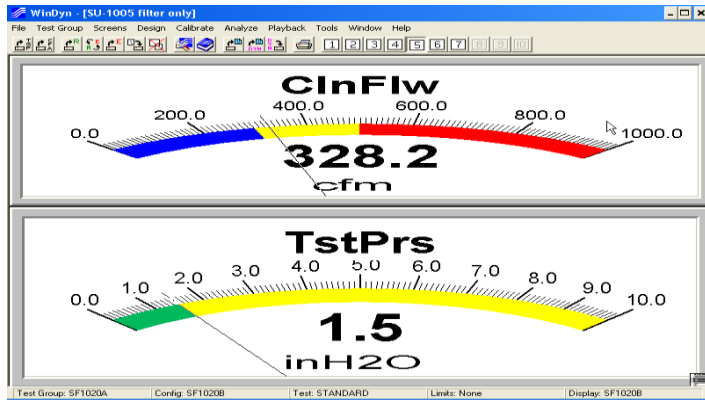 WinDyn - [SU-1005 filter only]
File Test Group Screens Design Calibrate Analyze Playback Tools Window Help
1 2 3 4 5 6 7 8 9 10
ClnFlw
0.0 200.0 400.0 600.0 800.0 1000.0
328.2
cfm
TstPrs
0.0 1.0 2.0 3.0 4.0 5.0 6.0 7.0 8.0 9.0 10.0
1.5
inH2O
Test Group: SF1020A Config: SF1020B Test: STANDARD Limits: None Display: SF1020B